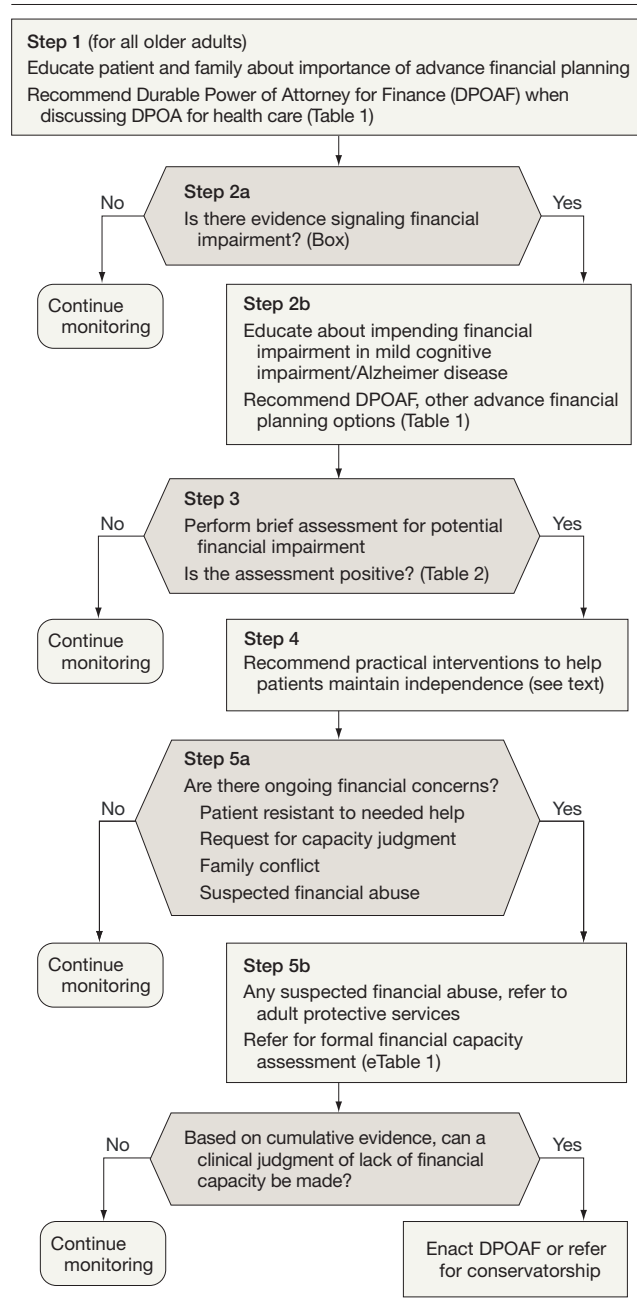 Step 1 (for all older adults)
Educate patient and family about importance of advance financial planning
Recommend Durable Power of Attorney for Finance (DPOAF) when
discussing DPOA for health care (Table 1)
Step 2a
No
Yes
Is there evidence signaling financial
impairment? (Box)
Continue
monitoring
Step 2b
Educate about impending financial
impairment in mild cognitive
impairment/Alzheimer disease
Recommend DPOAF, other advance financial
planning options (Table 1)
Step 3
No
Yes
Perform brief assessment for potential
financial impairment
Is the assessment positive? (Table 2)
Continue
monitoring
Step 4
Recommend practical interventions to help
patients maintain independence (see text)
Step 5a
Are there ongoing financial concerns?
No
Yes
Patient resistant to needed help
Request for capacity judgment
Family conflict
Suspected financial abuse
Continue
monitoring
Step 5b
Any suspected financial abuse, refer to
adult protective services
Refer for formal financial capacity
assessment (eTable 1)
No
Yes
Based on cumulative evidence, can a
clinical judgment of lack of financial
capacity be made?
Continue
monitoring
Enact DPOAF or refer
for conservatorship